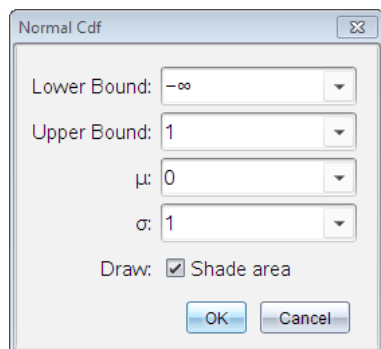 Normal Cdf
Lower Bound: -∞
Upper Bound: 1
μ: 0
σ: 1
Draw: Shade area
OK Cancel